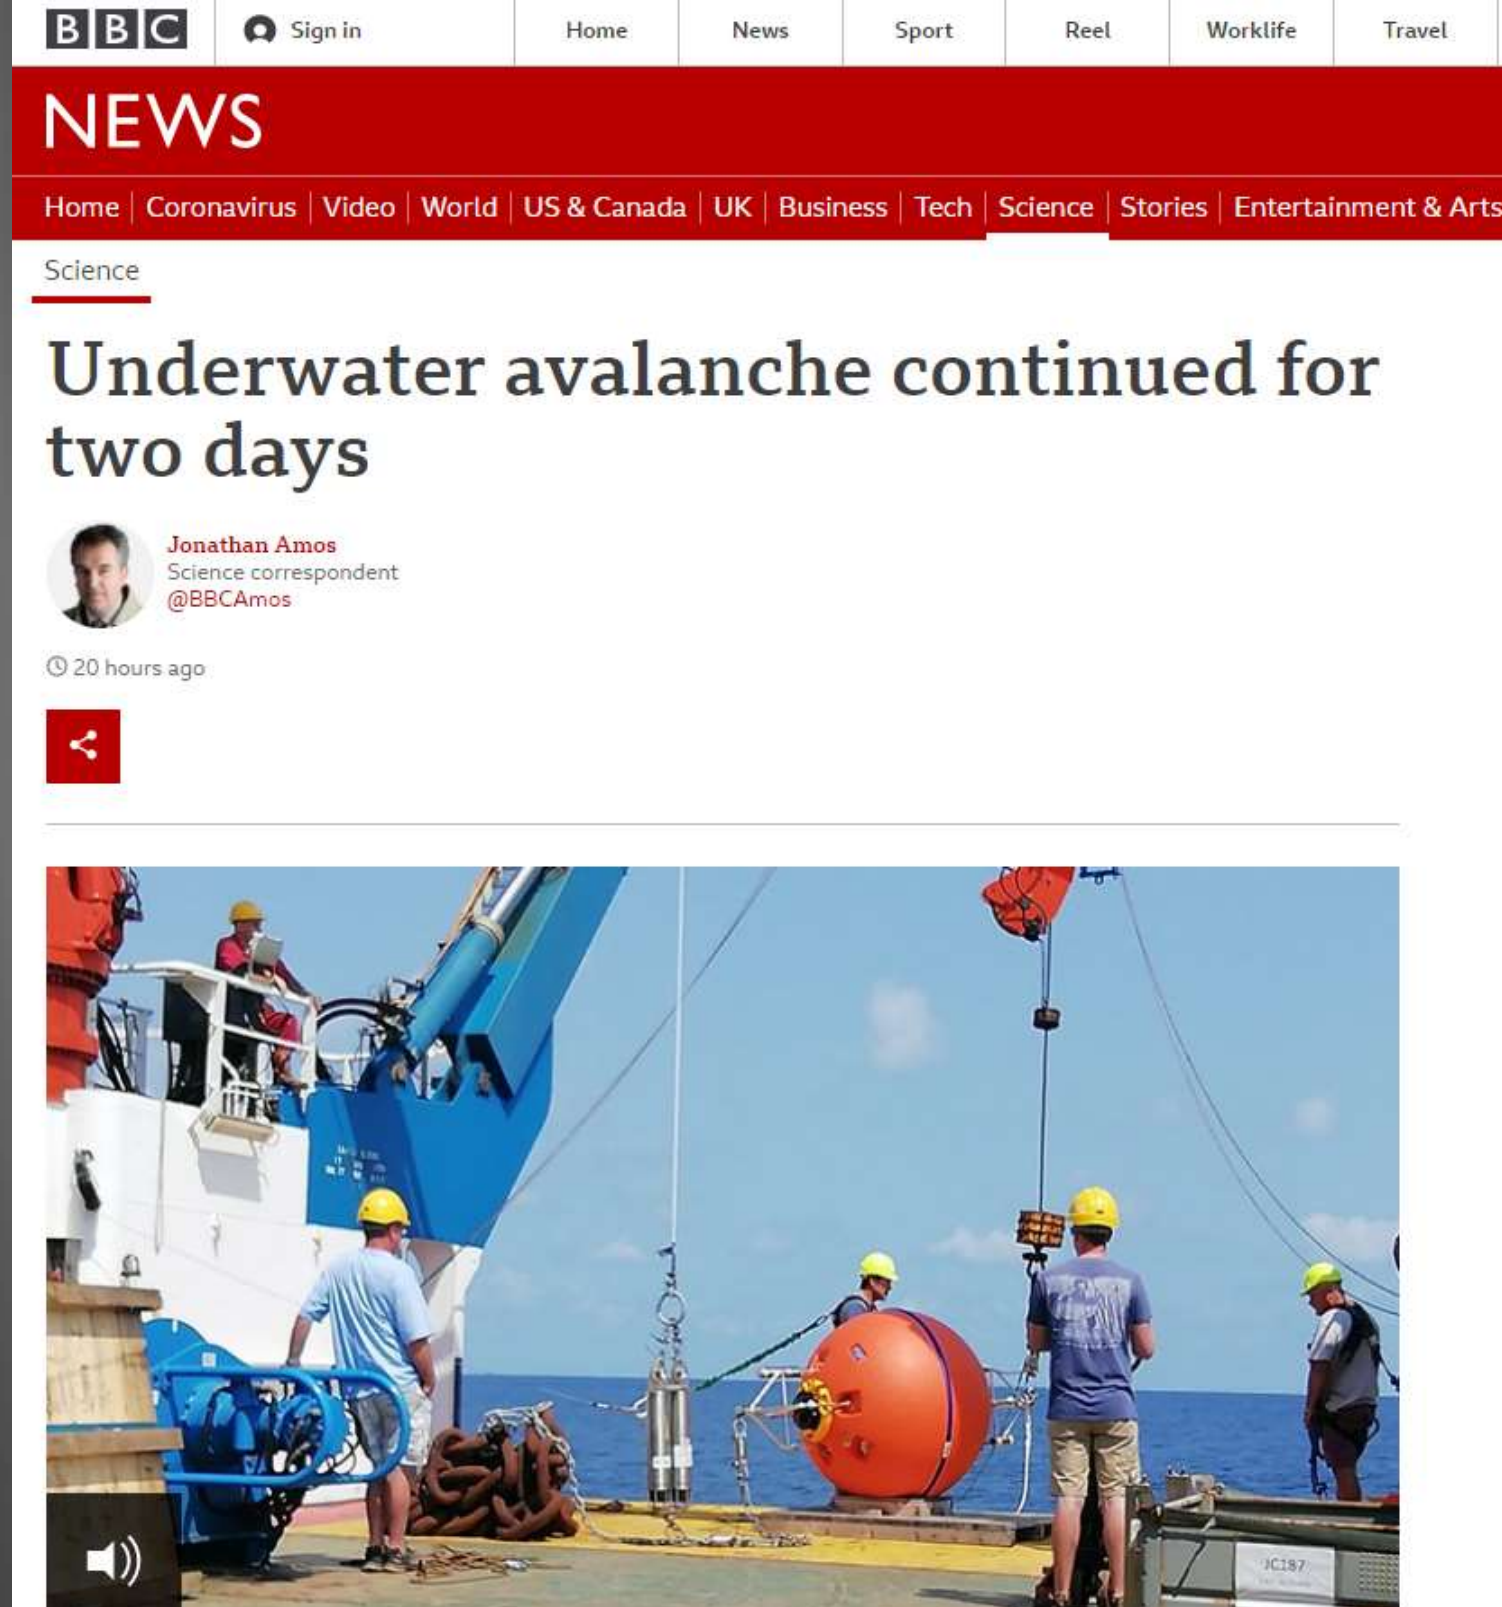 BBC Sign in Home News Sport Reel Worklife Travel
NEWS
Home Coronavirus Video World US & Canada UK Business Tech Science Stories Entertainment & Arts
Science
Underwater avalanche continued for
two days
Jonathan Amos
Science correspondent
@BBCAmos
20 hours ago
JC187